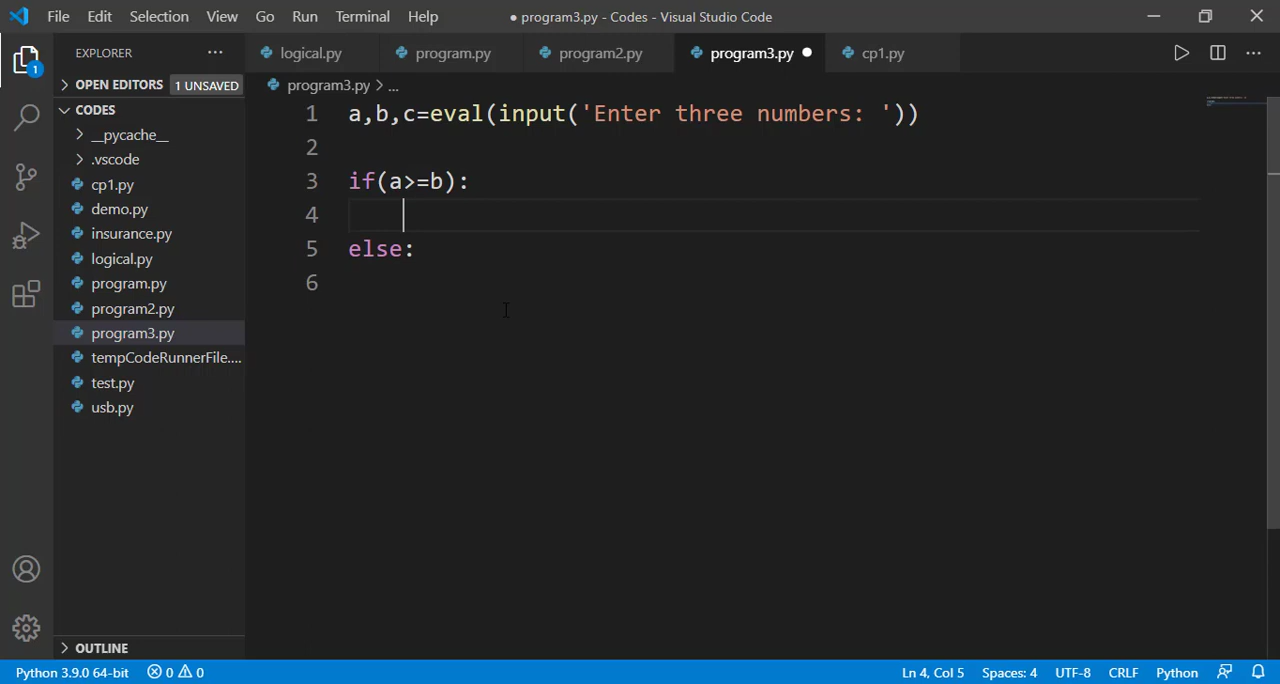 File Edit Selection View Go Run Terminal Help ● program3.py - Codes - Visual Studio Code
EXPLORER ... logical.py program.py program2.py program3.py ● cp1.py ...
OPEN EDITORS 1 UNSAVED
program3.py > ...
CODES
__pycache__
.vscode
cp1.py
demo.py
insurance.py
logical.py
program.py
program2.py
program3.py
tempCodeRunnerFile....
test.py
usb.py
OUTLINE
1
1 a,b,c=eval(input('Enter three numbers: '))
2
3 if(a>=b):
4
5 else:
6
Python 3.9.0 64-bit 0 0 Ln 4, Col 5 Spaces: 4 UTF-8 CRLF Python